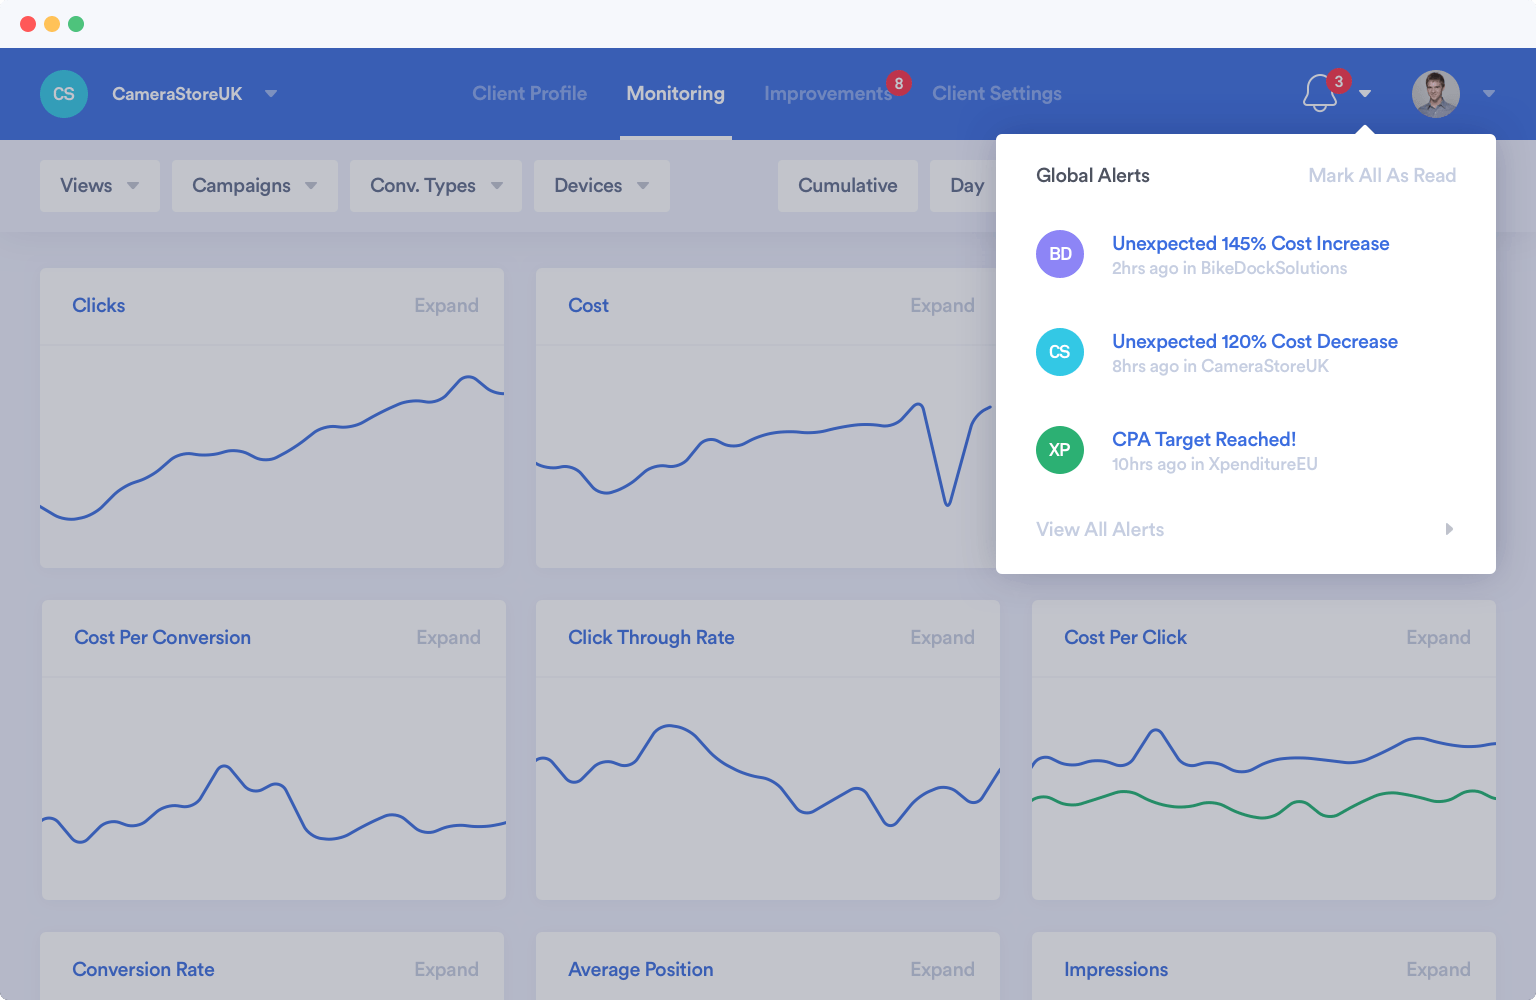 CS
CameraStoreUK
Client Profile
Monitoring
Improvements
8
Client Settings
3
Views
Campaigns
Conv. Types
Devices
Cumulative
Day
Global Alerts
Mark All As Read
BD
Unexpected 145% Cost Increase
2hrs ago in BikeDockSolutions
CS
Unexpected 120% Cost Decrease
8hrs ago in CameraStoreUK
XP
CPA Target Reached!
10hrs ago in XpenditureEU
View All Alerts
Clicks
Expand
Cost
Expand
Cost Per Conversion
Expand
Click Through Rate
Expand
Cost Per Click
Expand
Conversion Rate
Expand
Average Position
Expand
Impressions
Expand